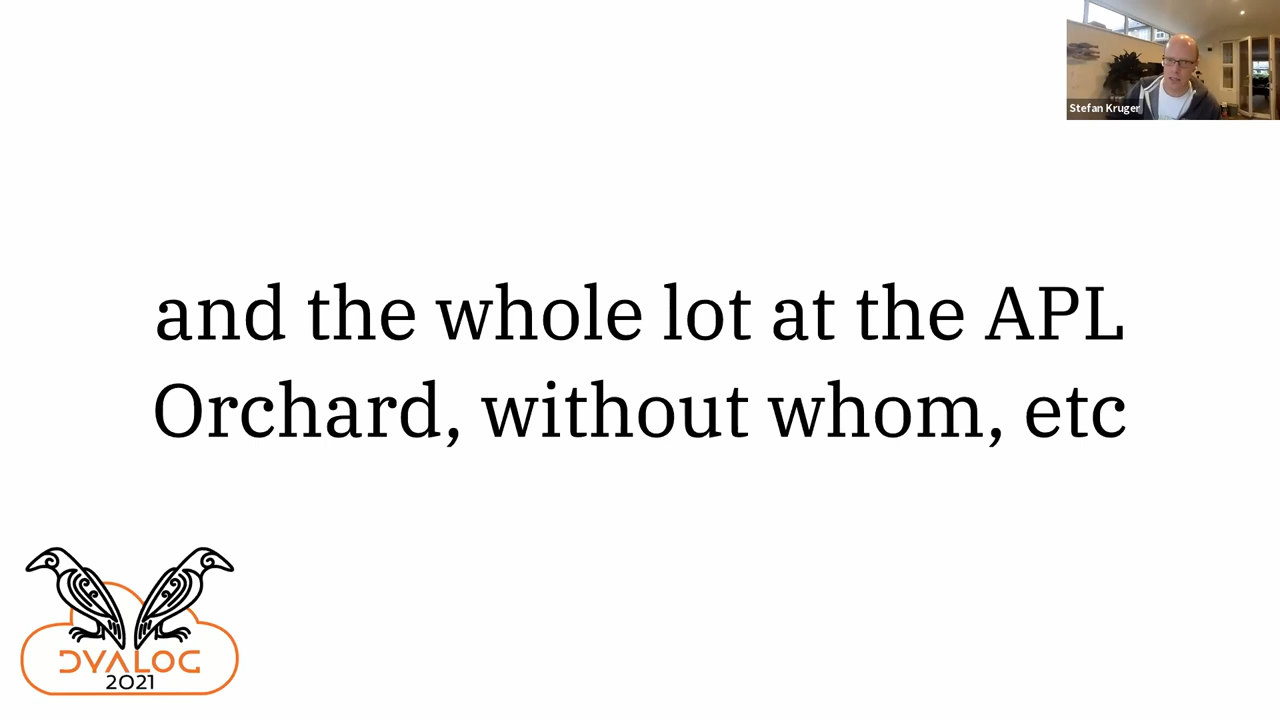 Stefan Kruger
and the whole lot at the APL
Orchard, without whom, etc
DYALOG
2021